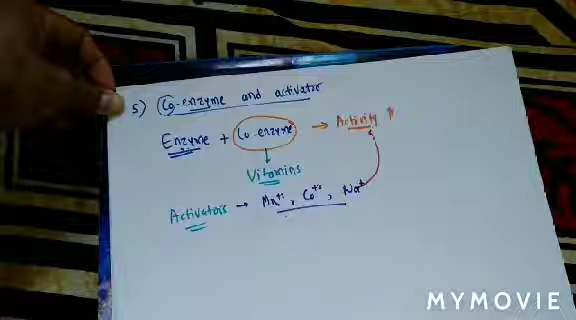 5) Co-enzyme and activator
Enzyme + Co-enzyme → Activity ↑
↓
Vitamins
Activators → Mn⁺², Co⁺², Na⁺
MYMOVIE